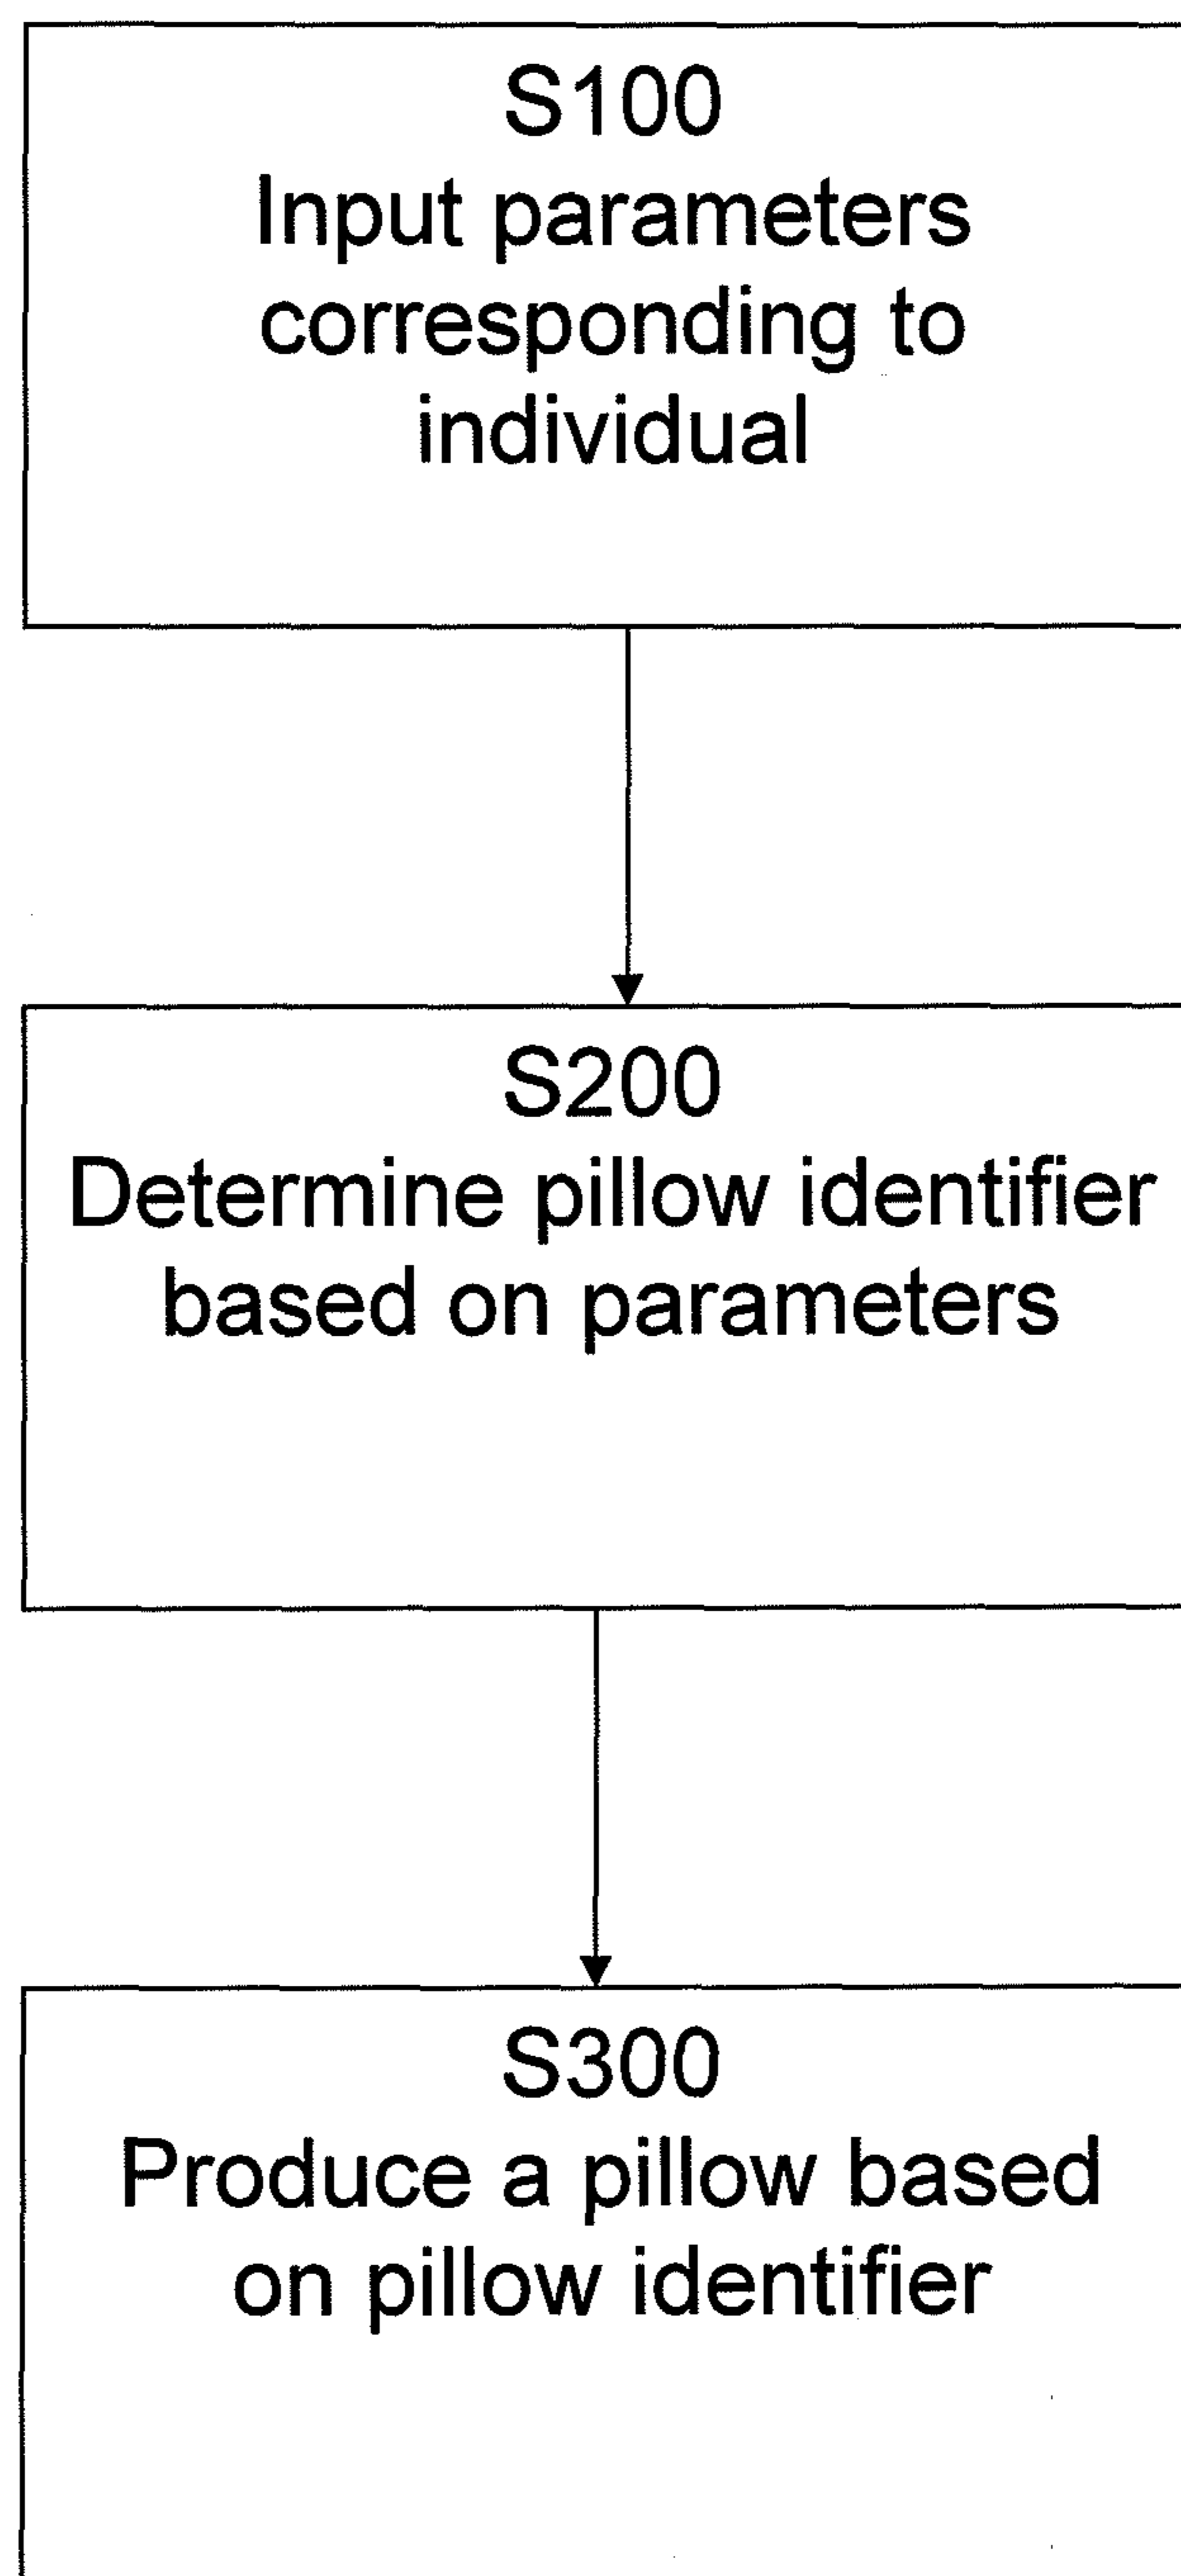 S100
Input parameters
corresponding to
individual
S200
Determine pillow identifier
based on parameters
S300
Produce a pillow based
on pillow identifier